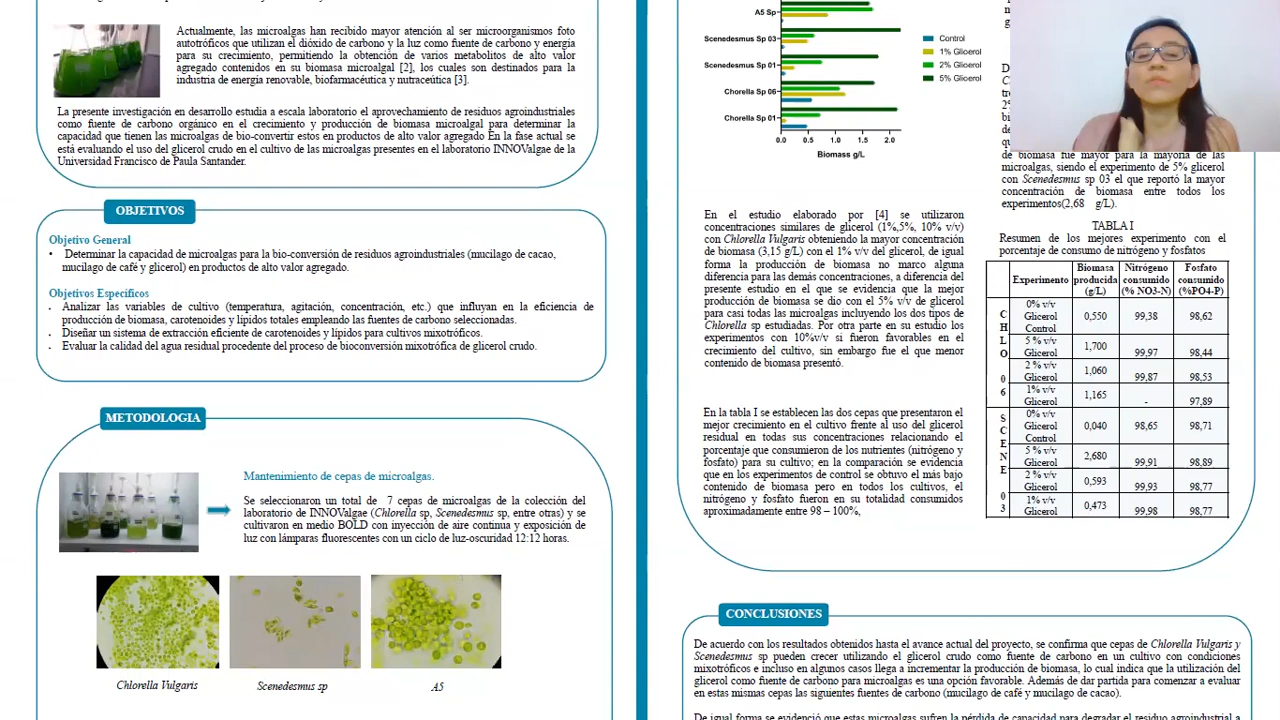 Actualmente, las microalgas han recibido mayor atención al ser microorganismos foto
autotróficos que utilizan el dióxido de carbono y la luz como fuente de carbono y energía
para su crecimiento, permitiendo la obtención de varios metabolitos de alto valor
agregado contenidos en su biomasa microalgal [2], los cuales son destinados para la
industria de energía renovable, biofarmacéutica y nutraceútica [3].
La presente investigación en desarrollo estudia a escala laboratorio el aprovechamiento de residuos agroindustriales
como fuente de carbono orgánico en el crecimiento y producción de biomasa microalgal para determinar la
capacidad que tienen las microalgas de bio-convertir estos en productos de alto valor agregado En la fase actual se
está evaluando el uso del glicerol crudo en el cultivo de las microalgas presentes en el laboratorio INNOValgae de la
Universidad Francisco de Paula Santander.
OBJETIVOS
Objetivo General
• Determinar la capacidad de microalgas para la bio-conversión de residuos agroindustriales (mucilago de cacao,
mucilago de café y glicerol) en productos de alto valor agregado.
Objetivos Específicos
. Analizar las variables de cultivo (temperatura, agitación, concentración, etc.) que influyen en la eficiencia de
producción de biomasa, carotenoides y lípidos totales empleando las fuentes de carbono seleccionadas.
. Diseñar un sistema de extracción eficiente de carotenoides y lípidos para cultivos mixotróficos.
. Evaluar la calidad del agua residual procedente del proceso de bioconversión mixotrófica de glicerol crudo.
METODOLOGIA
Mantenimiento de cepas de microalgas.
Se seleccionaron un total de 7 cepas de microalgas de la colección del
laboratorio de INNOValgae (Chorella sp, Scenedesmus sp, entre otras) y se
cultivaron en medio BOLD con inyección de aire continua y exposición de
luz con lámparas fluorescentes con un ciclo de luz-oscuridad 12:12 horas.
Chlorella Vulgaris
Scenedesmus sp
A5
A5 Sp
Scenedesmus Sp 03
Scenedesmus Sp 01
Chorella Sp 06
Chorella Sp 01
0.0 0.5 1.0 1.5 2.0
Biomasa g/L
Control
1% Glicerol
2% Glicerol
5% Glicerol
de biomasa fue mayor para la mayoría de las
microalgas, siendo el experimento de 5% glicerol
con Scenedesmus sp 03 el que reportó la mayor
concentración de biomasa entre todos los
experimentos(2,68 g/L).
En el estudio elaborado por [4] se utilizaron
concentraciones similares de glicerol (1%,5%, 10% v/v)
con Chlorella Vulgaris obteniendo la mayor concentración
de biomasa (3,15 g/L) con el 1% v/v del glicerol, de igual
forma la producción de biomasa no marco alguna
diferencia para las demás concentraciones, a diferencia del
presente estudio en el que se evidencia que la mejor
producción de biomasa se dio con el 5% v/v de glicerol
para casi todas las microalgas incluyendo los dos tipos de
Chlorella sp estudiadas. Por otra parte en su estudio los
experimentos con 10%v/v si fueron favorables en el
crecimiento del cultivo, sin embargo fue el que menor
contenido de biomasa presentó.
En la tabla I se establecen las dos cepas que presentaron el
mejor crecimiento en el cultivo frente al uso del glicerol
residual en todas sus concentraciones relacionando el
porcentaje que consumieron de los nutrientes (nitrógeno y
fosfato) para su cultivo; en la comparación se evidencia
que en los experimentos de control se obtuvo el más bajo
contenido de biomasa pero en todos los cultivos, el
nitrógeno y fosfato fueron en su totalidad consumidos
aproximadamente entre 98 – 100%,
TABLA I
Resumen de los mejores experimento con el
porcentaje de consumo de nitrógeno y fosfatos
Experimento Biomasa producida (g/L) Nitrógeno consumido (% NO3-N) Fosfato consumido (%PO4-P)
CHLO 06
0% v/v Glicerol Control 0,550 99,38 98,62
5 % v/v Glicerol 1,700 99,97 98,44
2 % v/v Glicerol 1,060 99,87 98,53
1% v/v Glicerol 1,165 - 97,89
SCENE 03
0% v/v Glicerol Control 0,040 98,65 98,71
5 % v/v Glicerol 2,680 99,91 98,89
2 % v/v Glicerol 0,593 99,93 98,77
1% v/v Glicerol 0,473 99,98 98,77
CONCLUSIONES
De acuerdo con los resultados obtenidos hasta el avance actual del proyecto, se confirma que cepas de Chlorella Vulgaris y
Scenedesmus sp pueden crecer utilizando el glicerol crudo como fuente de carbono en un cultivo con condiciones
mixotróficos e incluso en algunos casos llega a incrementar la producción de biomasa, lo cual indica que la utilización del
glicerol como fuente de carbono para microalgas es una opción favorable. Además de dar partida para comenzar a evaluar
en estas mismas cepas las siguientes fuentes de carbono (mucilago de café y mucilago de cacao).
De igual forma se evidenció que estas microalgas sufren la pérdida de capacidad para degradar el residuo agroindustrial a